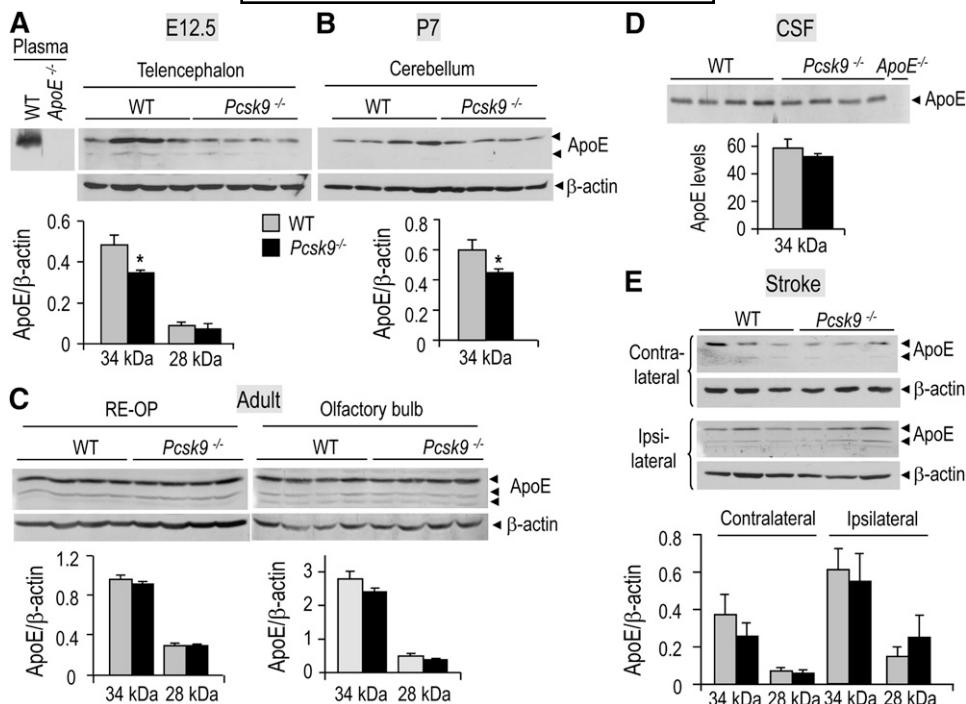 A
E12.5
Plasma
WT
ApoE -/-
Telencephalon
WT
Pcsk9 -/-
B
P7
Cerebellum
WT
Pcsk9 -/-
ApoE
β-actin
ApoE/β-actin
0.6
0.4
0.2
0
*
34 kDa
28 kDa
WT
Pcsk9-/-
ApoE/β-actin
0.8
0.6
0.4
0.2
0
*
34 kDa
C
Adult
RE-OP
WT
Pcsk9 -/-
Olfactory bulb
WT
Pcsk9 -/-
ApoE
β-actin
ApoE/β-actin
1.2
0.8
0.4
0
34 kDa
28 kDa
ApoE/β-actin
3
2
1
0
34 kDa
28 kDa
D
CSF
WT
Pcsk9 -/-
ApoE-/-
ApoE
ApoE levels
60
40
20
0
34 kDa
E
Stroke
WT
Pcsk9 -/-
Contra-
lateral
ApoE
β-actin
Ipsi-
lateral
ApoE
β-actin
Contralateral
Ipsilateral
ApoE/β-actin
0.8
0.6
0.4
0.2
0
34 kDa
28 kDa
34 kDa
28 kDa